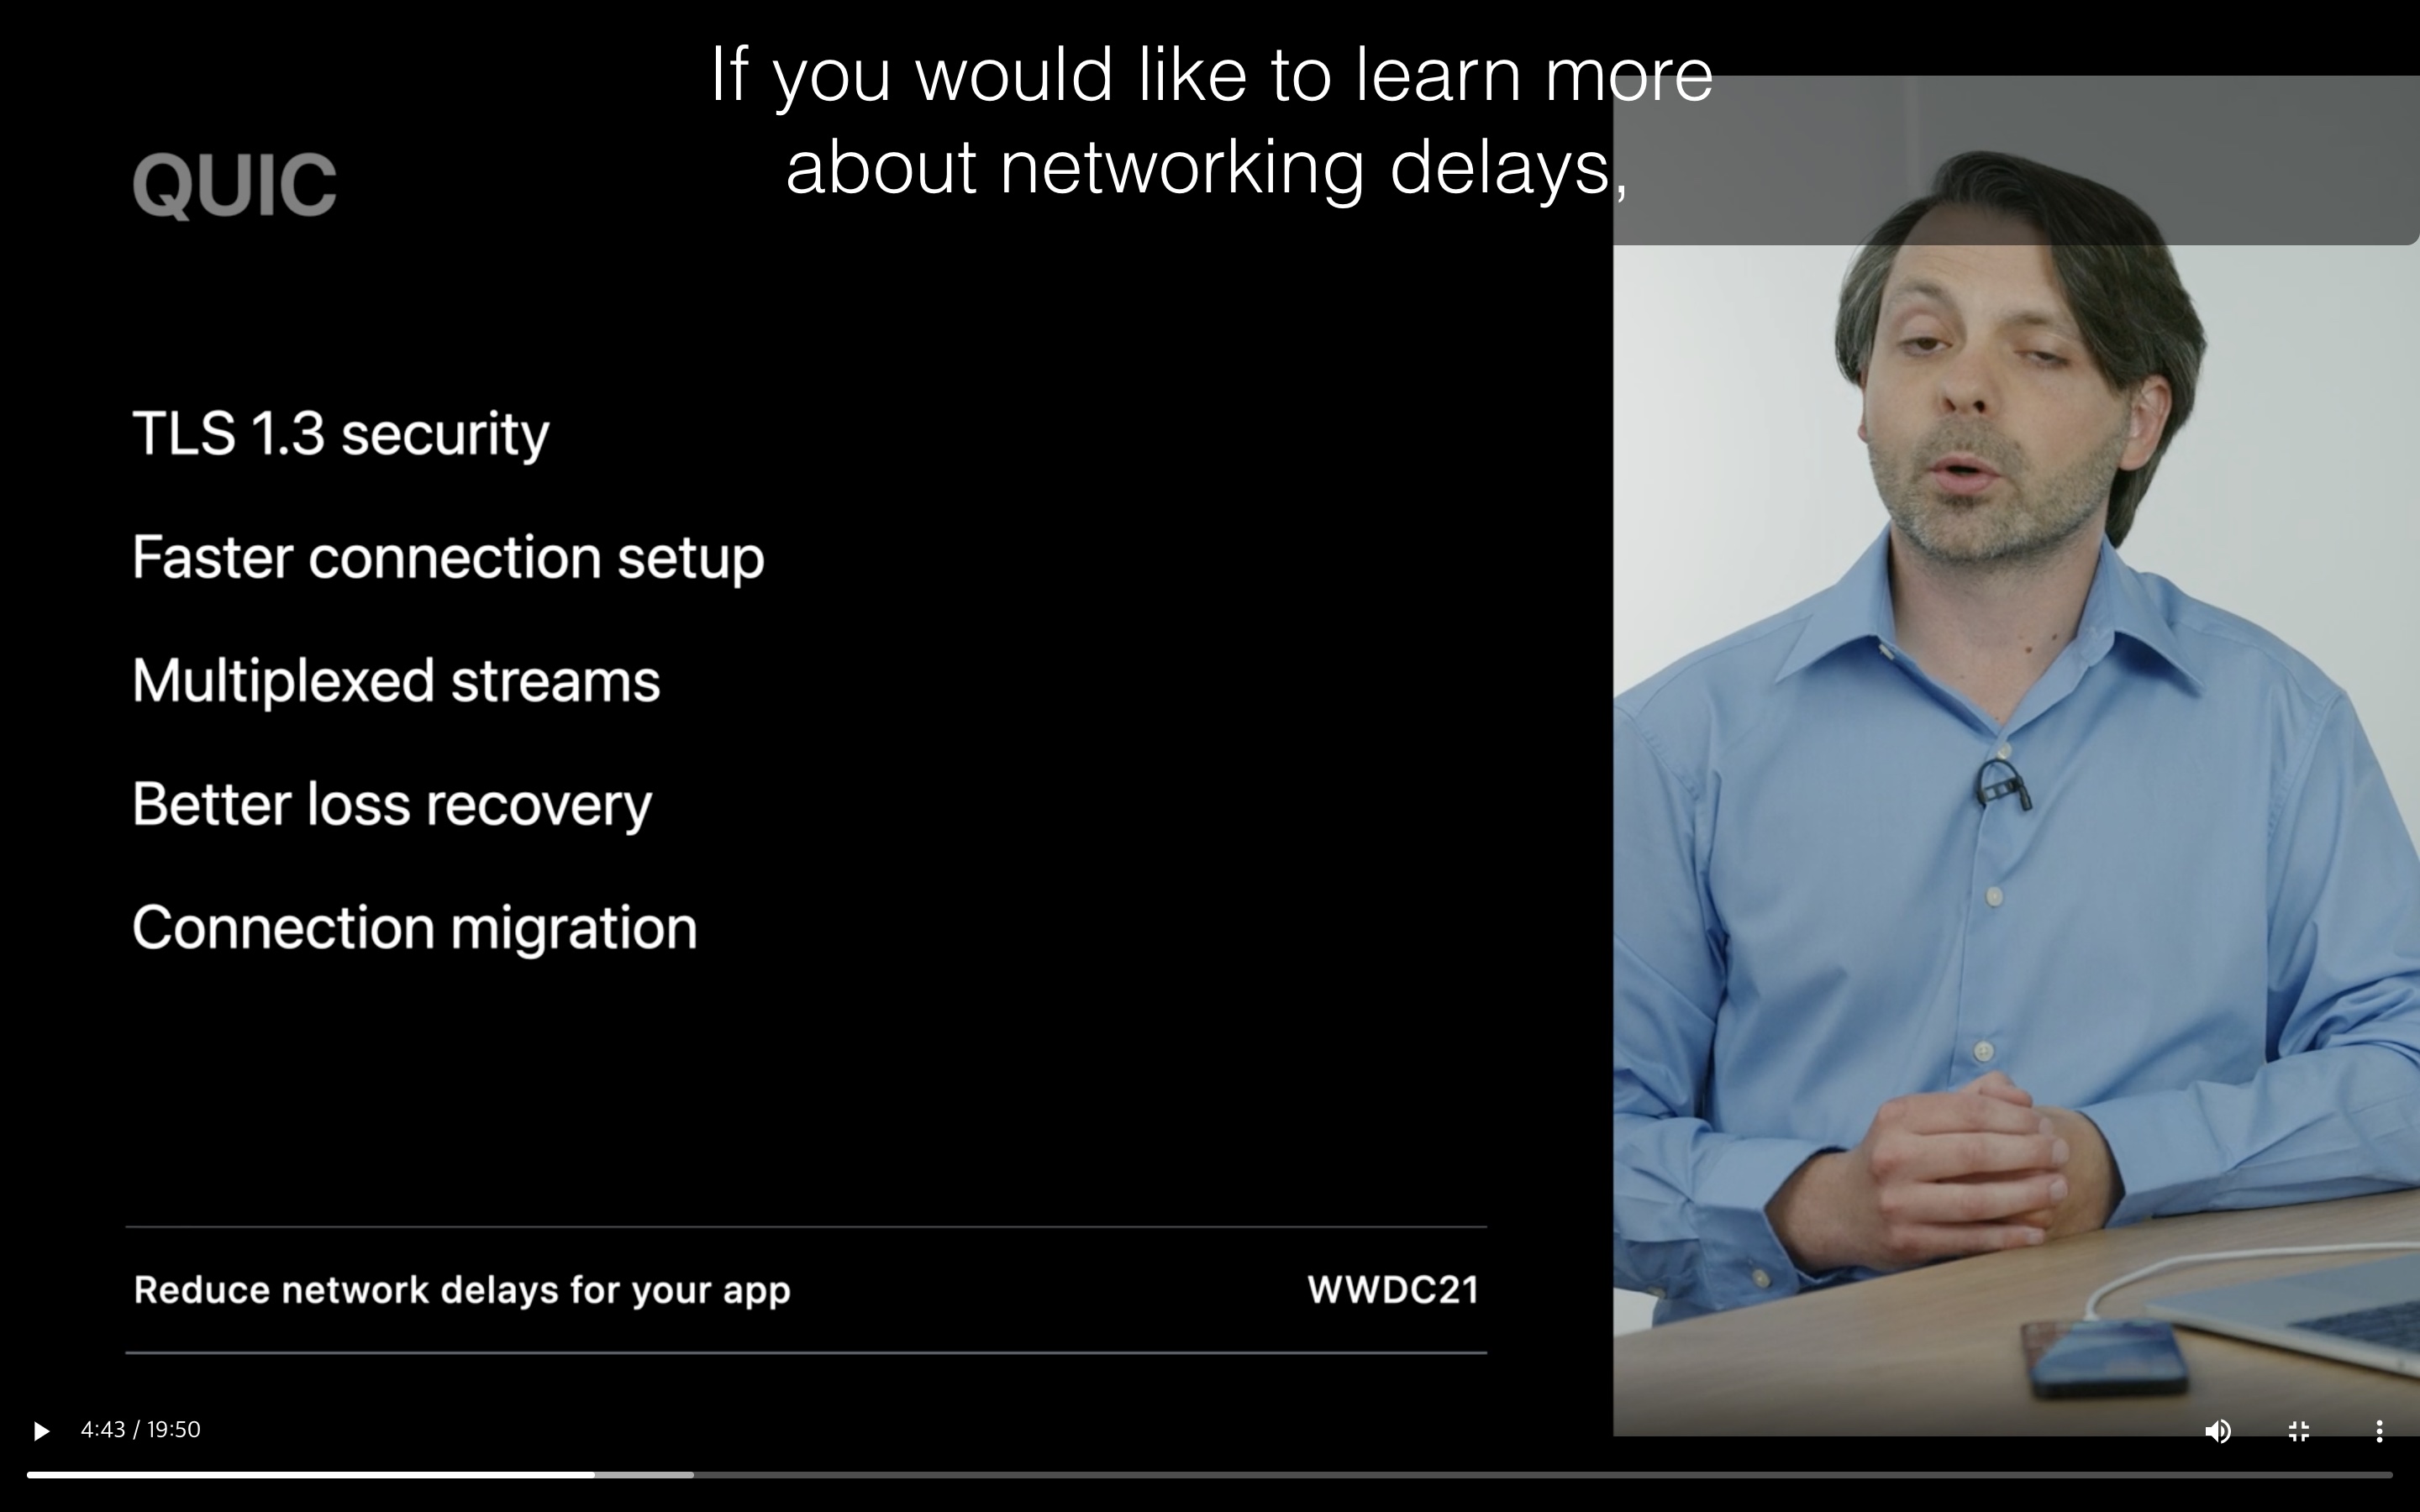 If you would like to learn more
about networking delays,
QUIC
TLS 1.3 security
Faster connection setup
Multiplexed streams
Better loss recovery
Connection migration
Reduce network delays for your app WWDC21
4:43 / 19:50